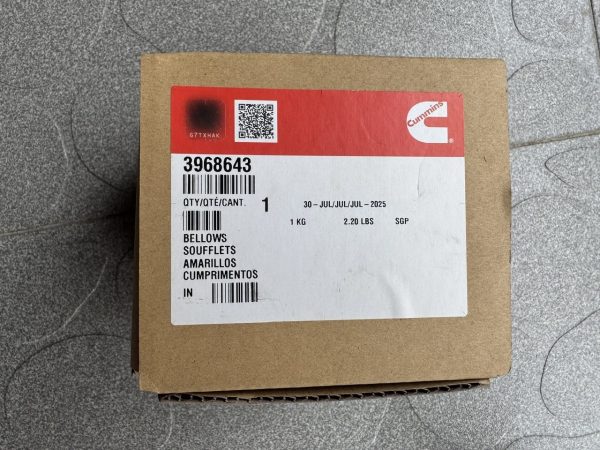 G7TXHAK
Cummins
3968643
QTY/QTÉ/CANT. 1 30-JUL/JUL/JUL-2025
1 KG 2.20 LBS SGP
BELLOWS
SOUFFLETS
AMARILLOS
CUMPRIMENTOS
IN